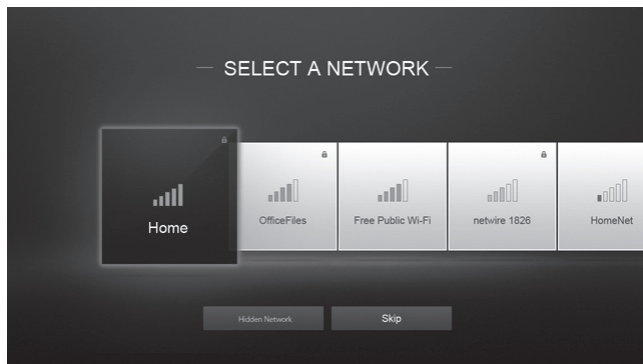 SELECT A NETWORK
Home
OfficeFiles
Free Public Wi-Fi
netwire 1826
HomeNet
Hidden Network
Skip